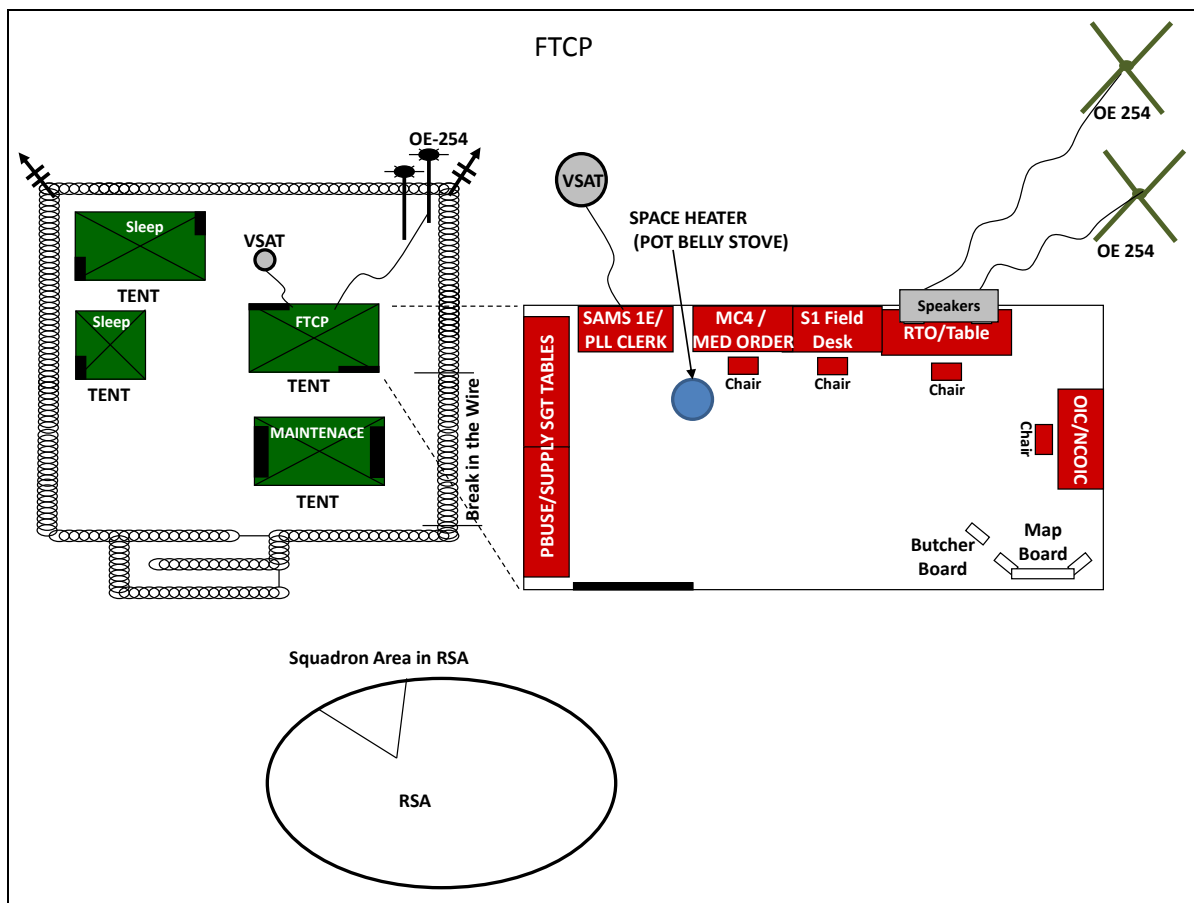 FTCP
OE 254
OE-254
Sleep
VSAT
TENT
Sleep
FTCP
TENT
TENT
MAINTENACE
TENT
Break in the Wire
VSAT
SPACE HEATER
(POT BELLY STOVE)
OE 254
Speakers
SAMS 1E/
PLL CLERK
MC4 /
MED ORDER
S1 Field
Desk
RTO/Table
Chair
Chair
Chair
PBUSE/SUPPLY SGT TABLES
OIC/NCOIC
Chair
Butcher
Board
Map
Board
Squadron Area in RSA
RSA